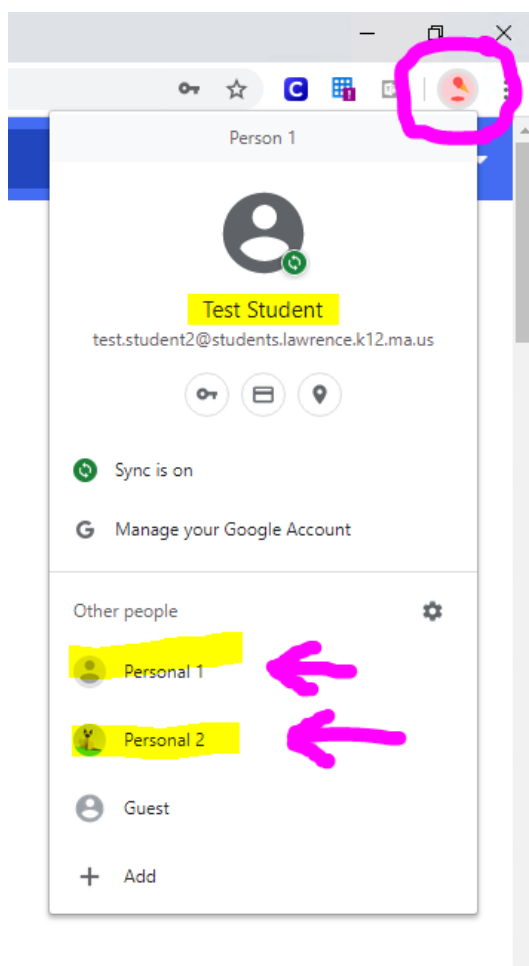 C
Person 1
Test Student
test.student2@students.lawrence.k12.ma.us
Sync is on
G Manage your Google Account
Other people
Personal 1
Personal 2
Guest
Add